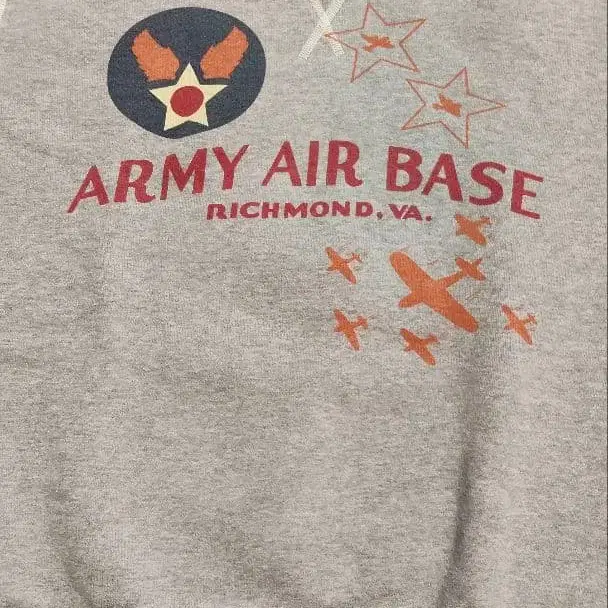 ARMY AIR BASE
RICHMOND, VA.